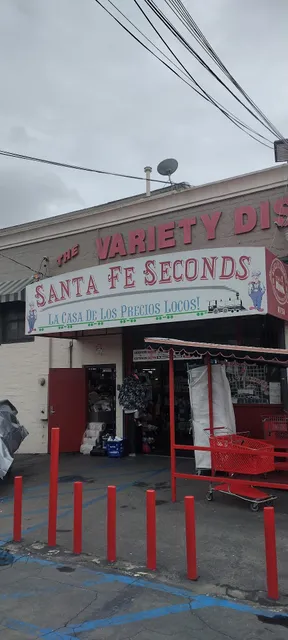 THE VARIETY DIS
SANTA FE SECONDS
LA CASA DE LOS PRECIOS LOCOS!